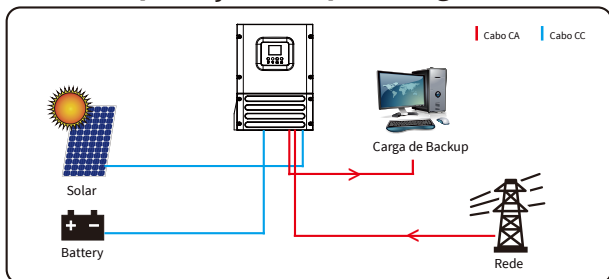 Cabo CA
Cabo CC
Carga de Backup
Solar
Battery
Rede